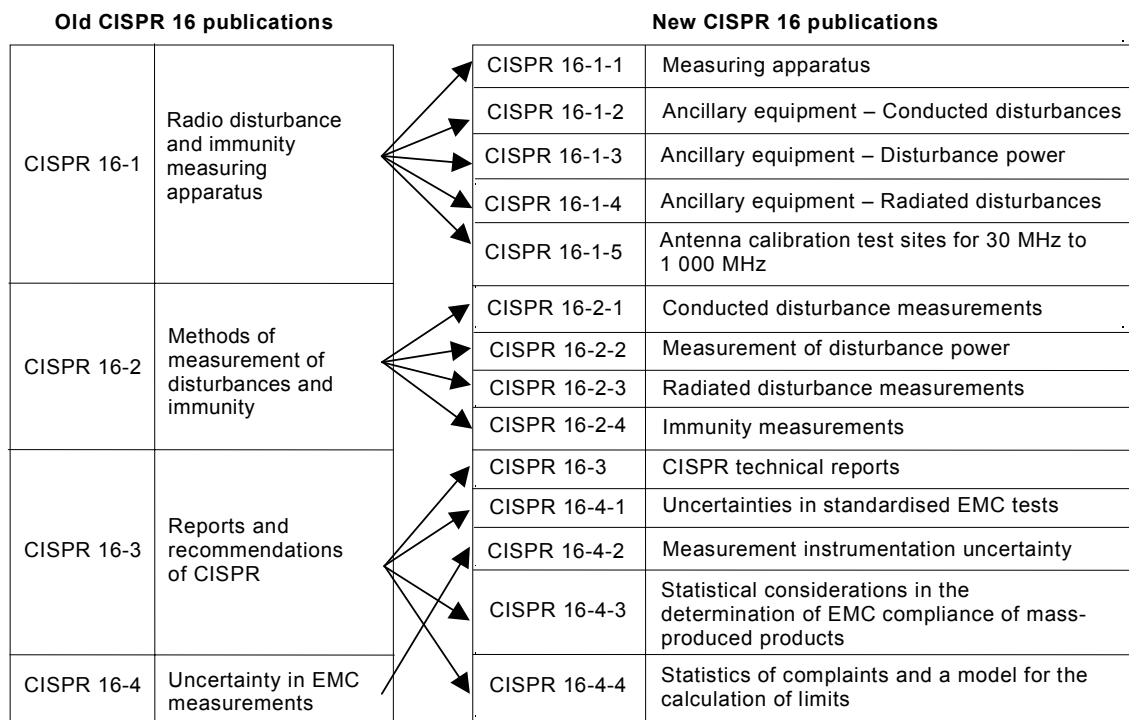 Old CISPR 16 publications
New CISPR 16 publications
CISPR 16-1
Radio disturbance
and immunity
measuring
apparatus
CISPR 16-1-1
Measuring apparatus
CISPR 16-1-2
Ancillary equipment – Conducted disturbances
CISPR 16-1-3
Ancillary equipment – Disturbance power
CISPR 16-1-4
Ancillary equipment – Radiated disturbances
CISPR 16-1-5
Antenna calibration test sites for 30 MHz to
1 000 MHz
CISPR 16-2
Methods of
measurement of
disturbances and
immunity
CISPR 16-2-1
Conducted disturbance measurements
CISPR 16-2-2
Measurement of disturbance power
CISPR 16-2-3
Radiated disturbance measurements
CISPR 16-2-4
Immunity measurements
CISPR 16-3
Reports and
recommendations
of CISPR
CISPR 16-3
CISPR technical reports
CISPR 16-4-1
Uncertainties in standardised EMC tests
CISPR 16-4-2
Measurement instrumentation uncertainty
CISPR 16-4-3
Statistical considerations in the
determination of EMC compliance of mass-
produced products
CISPR 16-4
Uncertainty in EMC
measurements
CISPR 16-4-4
Statistics of complaints and a model for the
calculation of limits